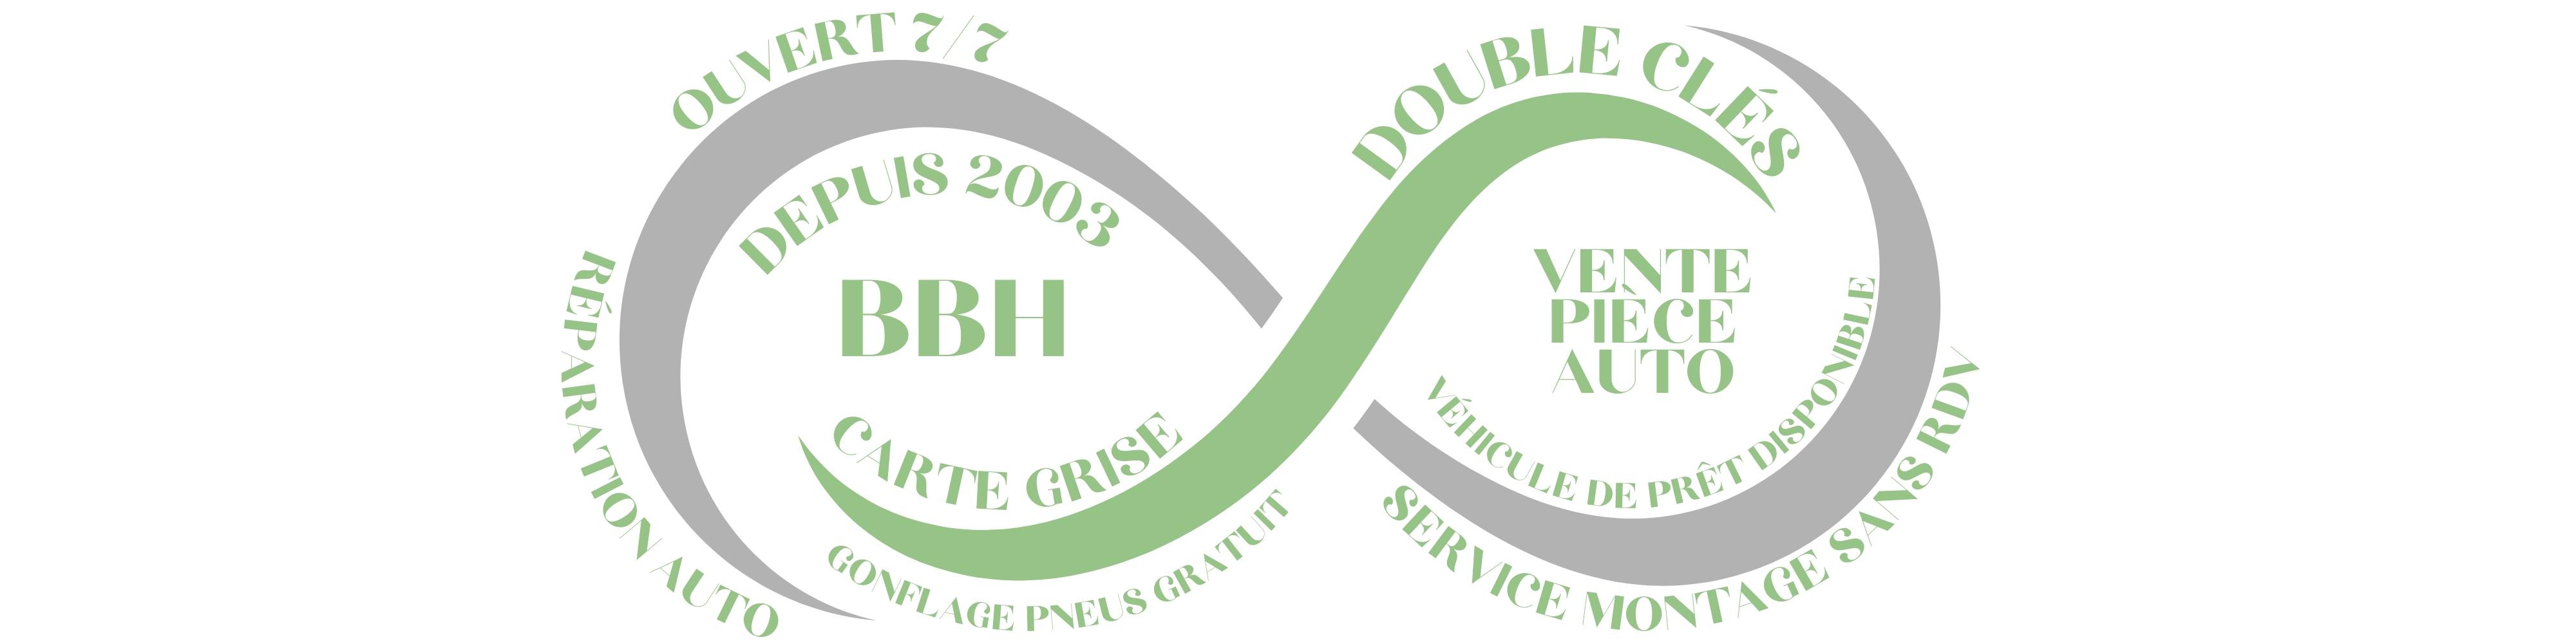 OUVERT 7/7
DEPUIS 2003
BBH
CARTE GRISE
RÉPARATION AUTO
GONFLAGE PNEUS GRATUIT
DOUBLE CLÉS
VENTE
PIÈCE
AUTO
VÉHICULE DE PRÊT DISPONIBLE
SERVICE MONTAGE SANS RDV